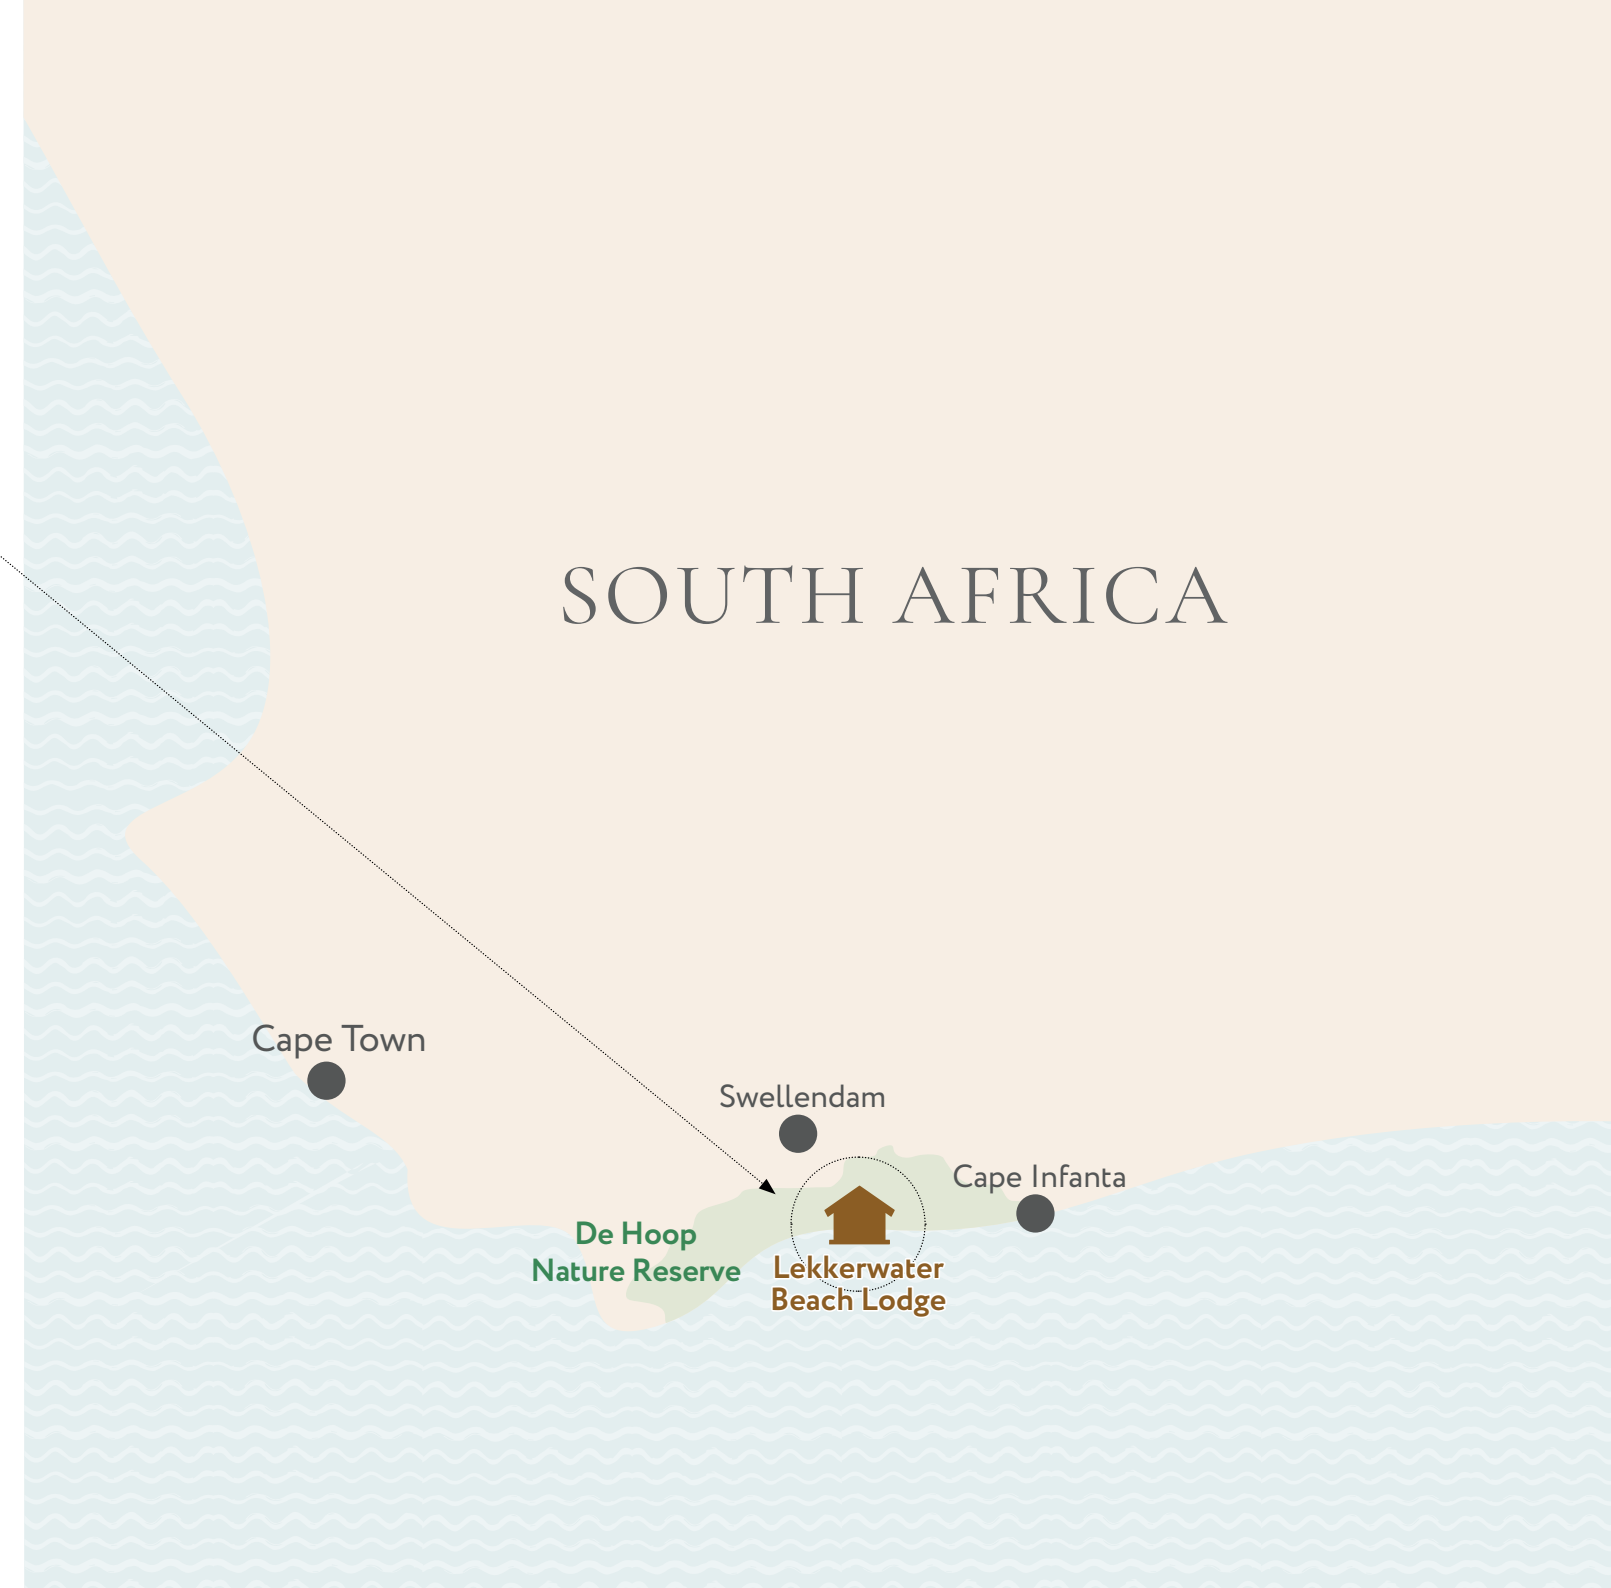 SOUTH AFRICA
Cape Town
Swellendam
Cape Infanta
De Hoop
Nature Reserve
Lekkerwater
Beach Lodge